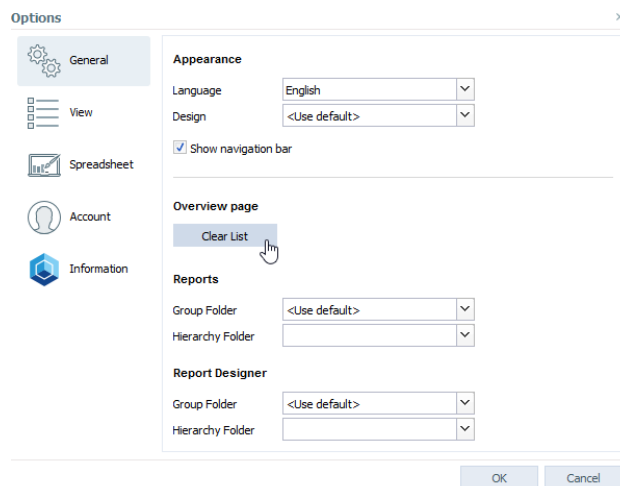 Options
General
View
Spreadsheet
Account
Information
Appearance
Language English
Design <Use default>
Show navigation bar
Overview page
Clear List
Reports
Group Folder <Use default>
Hierarchy Folder
Report Designer
Group Folder <Use default>
Hierarchy Folder
OK Cancel